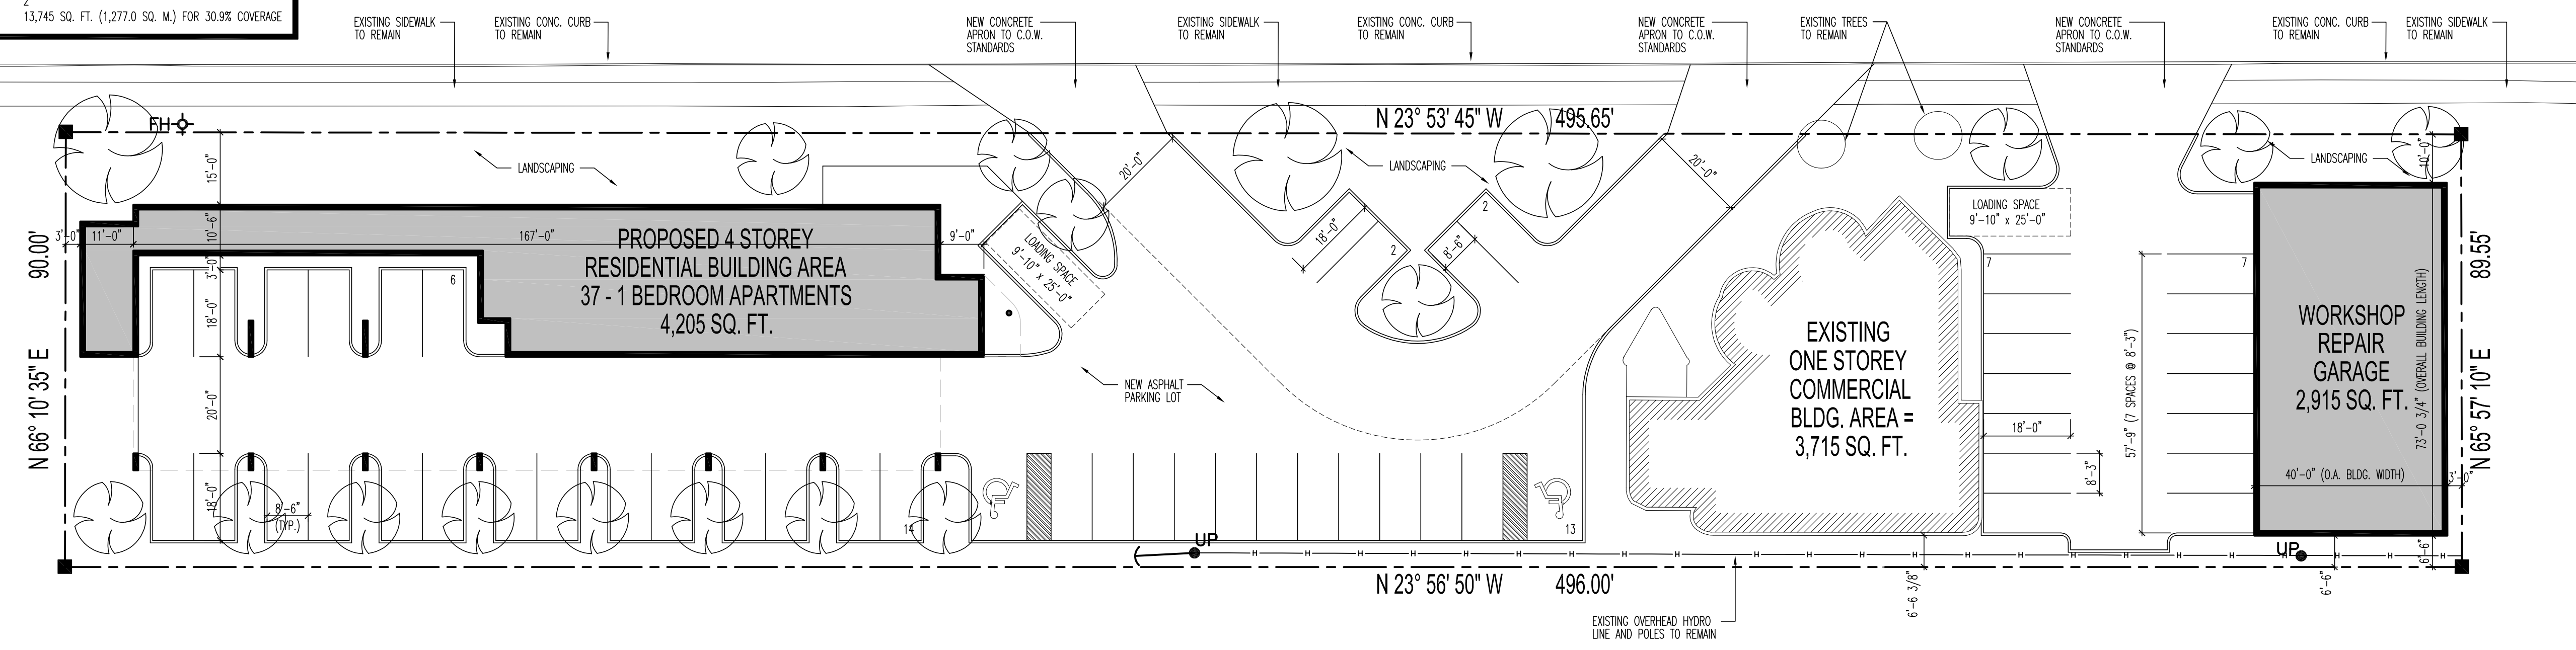 2
13,745 SQ. FT. (1,277.0 SQ. M.) FOR 30.9% COVERAGE
EXISTING SIDEWALK
TO REMAIN
EXISTING CONC. CURB
TO REMAIN
NEW CONCRETE
APRON TO C.O.W.
STANDARDS
EXISTING SIDEWALK
TO REMAIN
EXISTING CONC. CURB
TO REMAIN
NEW CONCRETE
APRON TO C.O.W.
STANDARDS
EXISTING TREES
TO REMAIN
NEW CONCRETE
APRON TO C.O.W.
STANDARDS
EXISTING CONC. CURB
TO REMAIN
EXISTING SIDEWALK
TO REMAIN
FH
N 23° 53' 45" W 495.65'
LANDSCAPING
LANDSCAPING
LANDSCAPING
15'-0"
20'-0"
20'-0"
10'-0"
N 66° 10' 35" E 90.00'
3'-0"
11'-0"
10'-6"
167'-0"
9'-0"
PROPOSED 4 STOREY
RESIDENTIAL BUILDING AREA
37 - 1 BEDROOM APARTMENTS
4,205 SQ. FT.
3'-0"
18'-0"
6
LOADING SPACE
9'-10" x 25'-0"
18'-0"
2
2
8'-6"
LOADING SPACE
9'-10" x 25'-0"
7
7
EXISTING
ONE STOREY
COMMERCIAL
BLDG. AREA =
3,715 SQ. FT.
57'-9" (7 SPACES @ 8'-3")
18'-0"
8'-3"
WORKSHOP
REPAIR
GARAGE
2,915 SQ. FT.
73'-0 3/4" (OVERALL BUILDING LENGTH)
40'-0" (O.A. BLDG. WIDTH)
3'-0"
N 65° 57' 10" E 89.55'
NEW ASPHALT
PARKING LOT
20'-0"
18'-0"
8'-6"
(TYP.)
14
13
UP
H H H H H H H H H H H H H H H H H H H H H H H
UP
N 23° 56' 50" W 496.00'
6'-6 3/8"
6'-6"
6'-6"
EXISTING OVERHEAD HYDRO
LINE AND POLES TO REMAIN